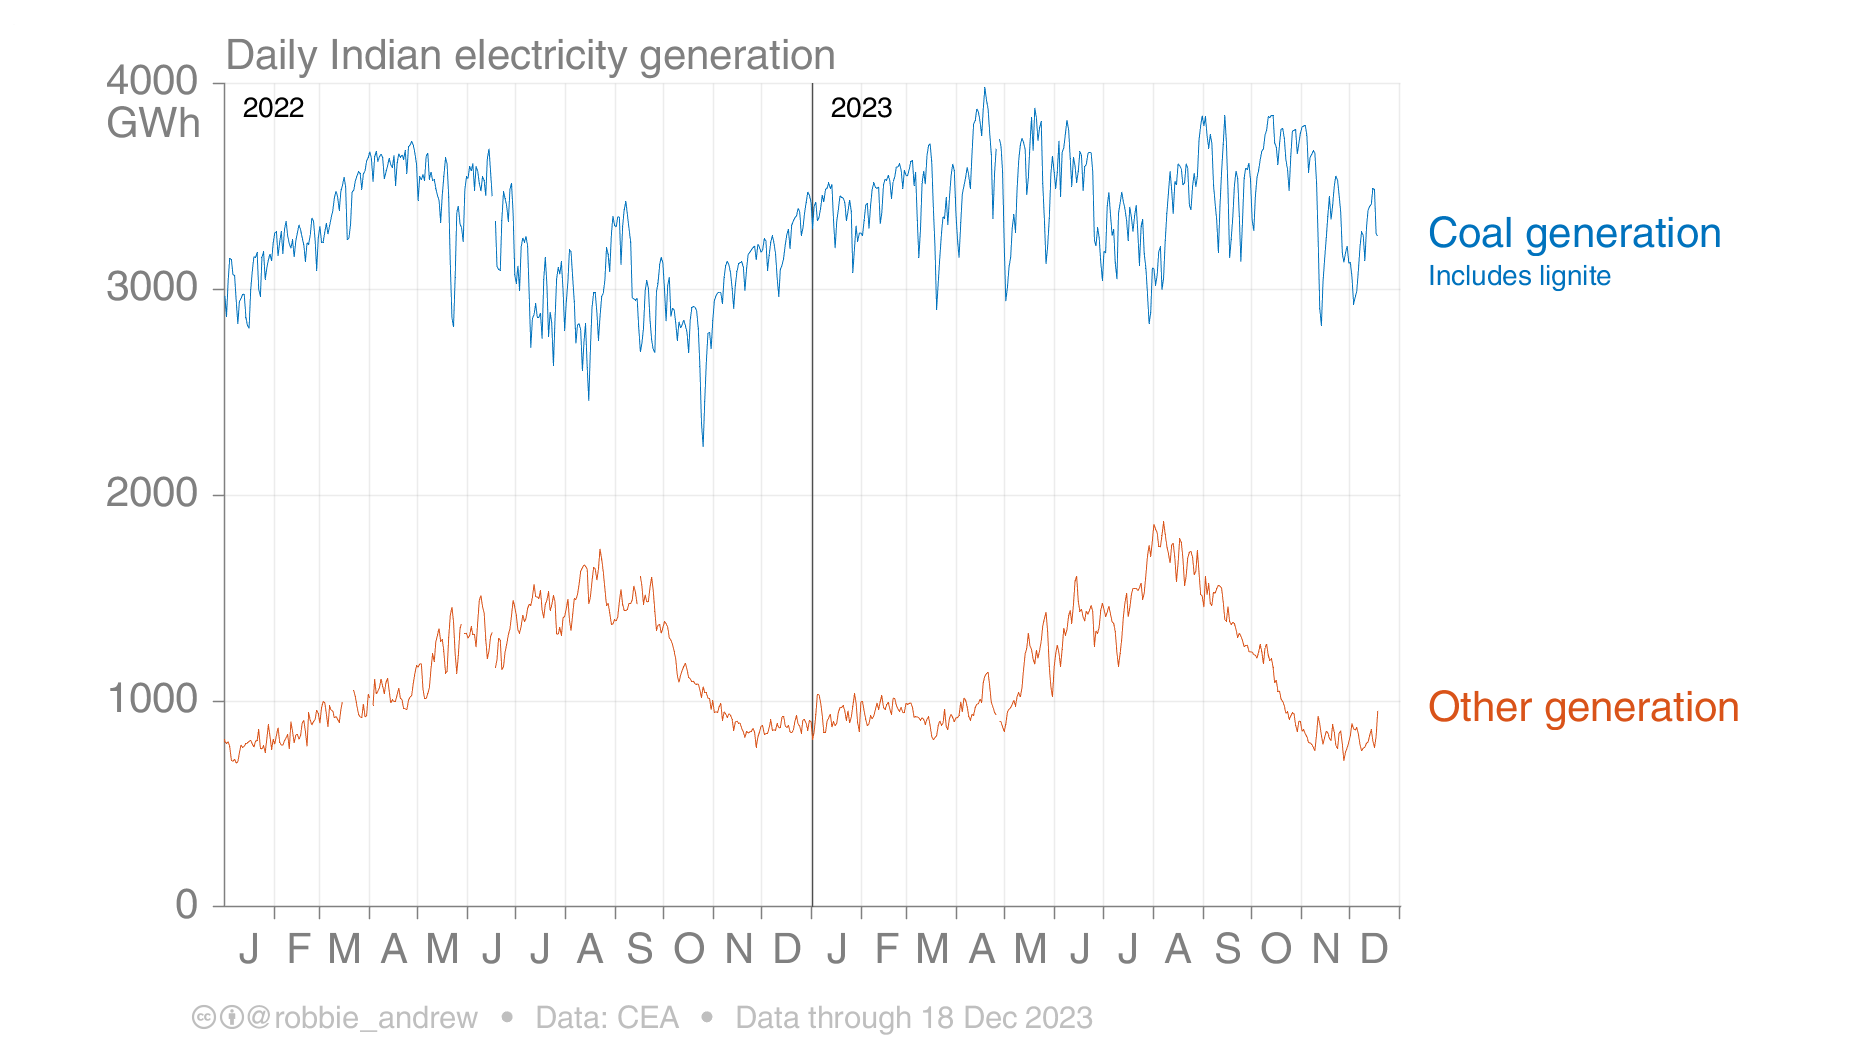 Daily Indian electricity generation
4000
GWh
2022
2023
3000
2000
1000
0
Coal generation
Includes lignite
Other generation
J F M A M J J A S O N D J F M A M J J A S O N D
cc @robbie_andrew • Data: CEA • Data through 18 Dec 2023